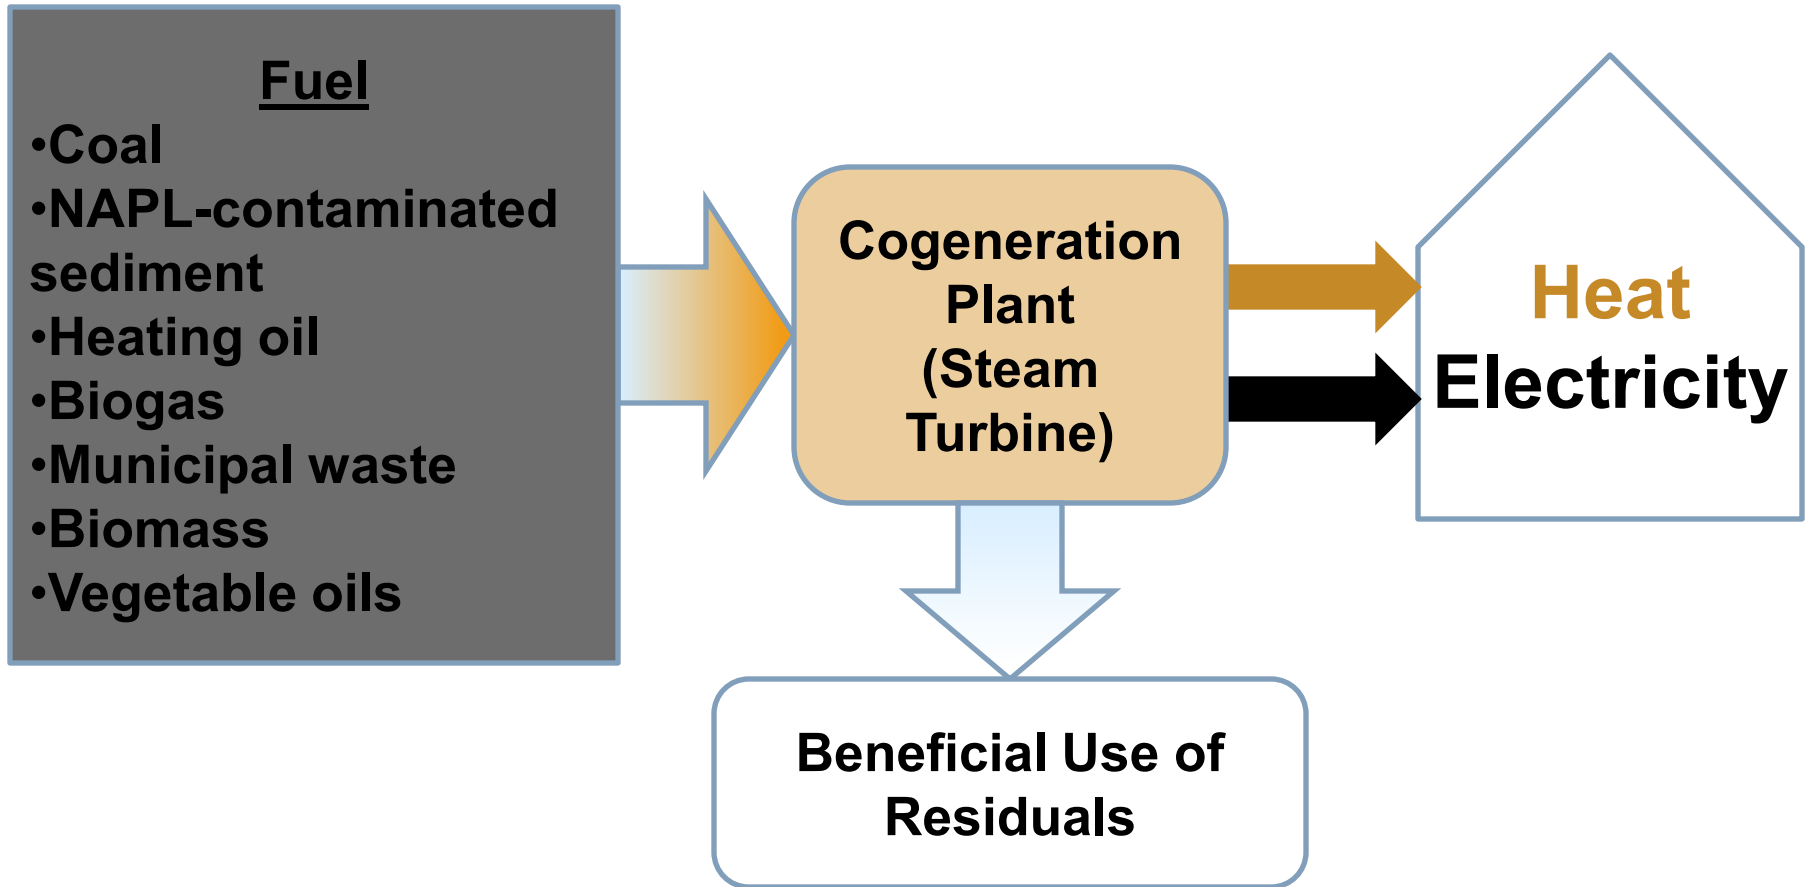 Fuel
•Coal
•NAPL-contaminated
sediment
•Heating oil
•Biogas
•Municipal waste
•Biomass
•Vegetable oils
Cogeneration
Plant
(Steam
Turbine)
Heat
Electricity
Beneficial Use of
Residuals